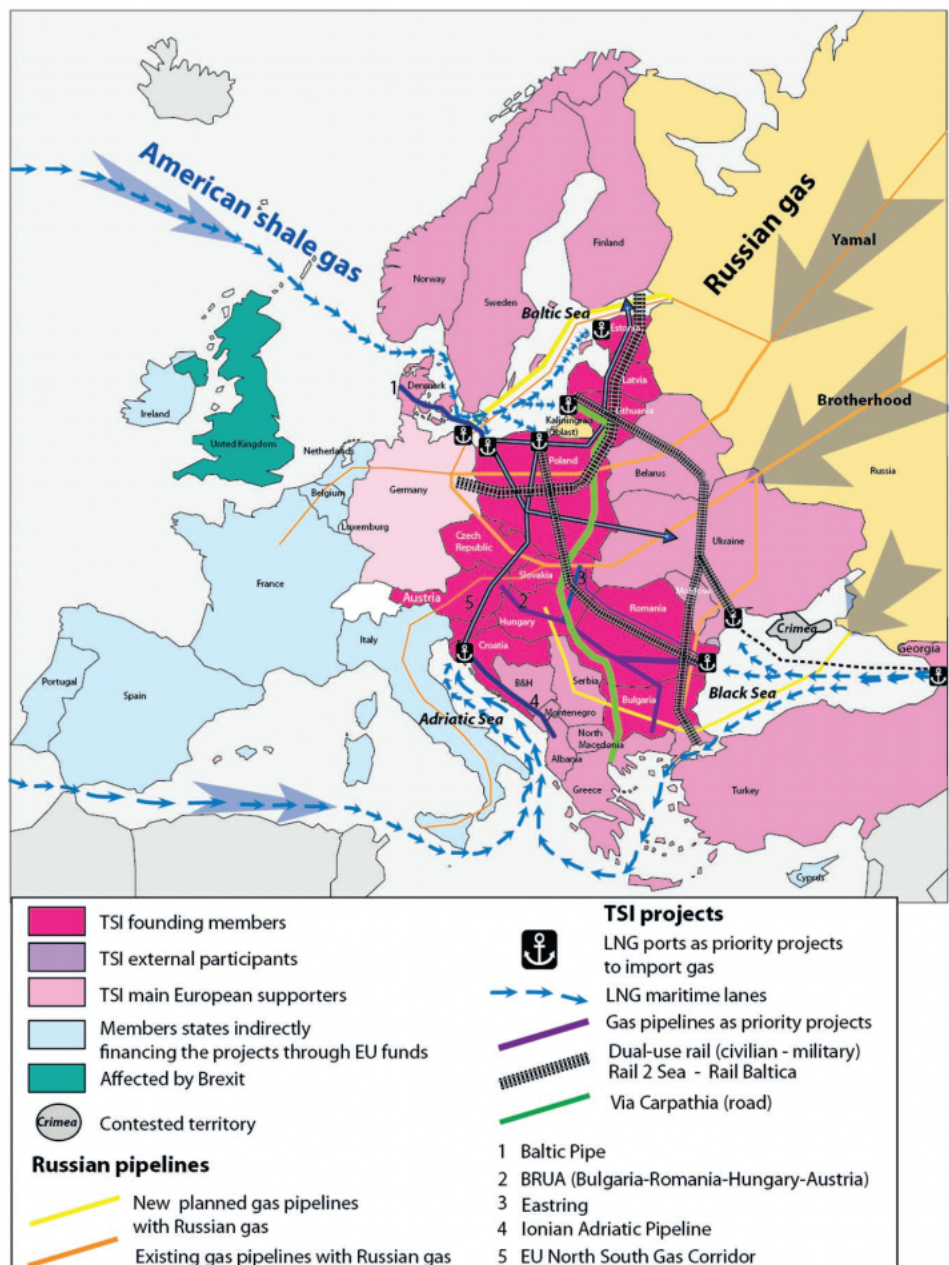 American shale gas
Russian gas
Yamal
Finland
Norway
Sweden
Baltic Sea
Estonia
1
Denmark
Latvia
Brotherhood
Lithuania
Ireland
Kaliningrad
(Oblast)
United Kingdom
Netherlands
Poland
Belarus
Russia
Belgium
Germany
Luxemburg
Czech
Republic
Ukraine
France
Slovakia
3
Austria
5
2
Moldova
Hungary
Romania
Crimea
Italy
Croatia
Georgia
B&H
Serbia
Portugal
Spain
4
Bulgaria
Black Sea
Adriatic Sea
Montenegro
North
Macedonia
Albania
Greece
Turkey
Cyprus
TSI founding members
TSI external participants
TSI main European supporters
Members states indirectly
financing the projects through EU funds
Affected by Brexit
Crimea
Contested territory
Russian pipelines
New planned gas pipelines
with Russian gas
Existing gas pipelines with Russian gas
TSI projects
LNG ports as priority projects
to import gas
LNG maritime lanes
Gas pipelines as priority projects
Dual-use rail (civilian - military)
Rail 2 Sea - Rail Baltica
Via Carpathia (road)
1 Baltic Pipe
2 BRUA (Bulgaria-Romania-Hungary-Austria)
3 Eastring
4 Ionian Adriatic Pipeline
5 EU North South Gas Corridor